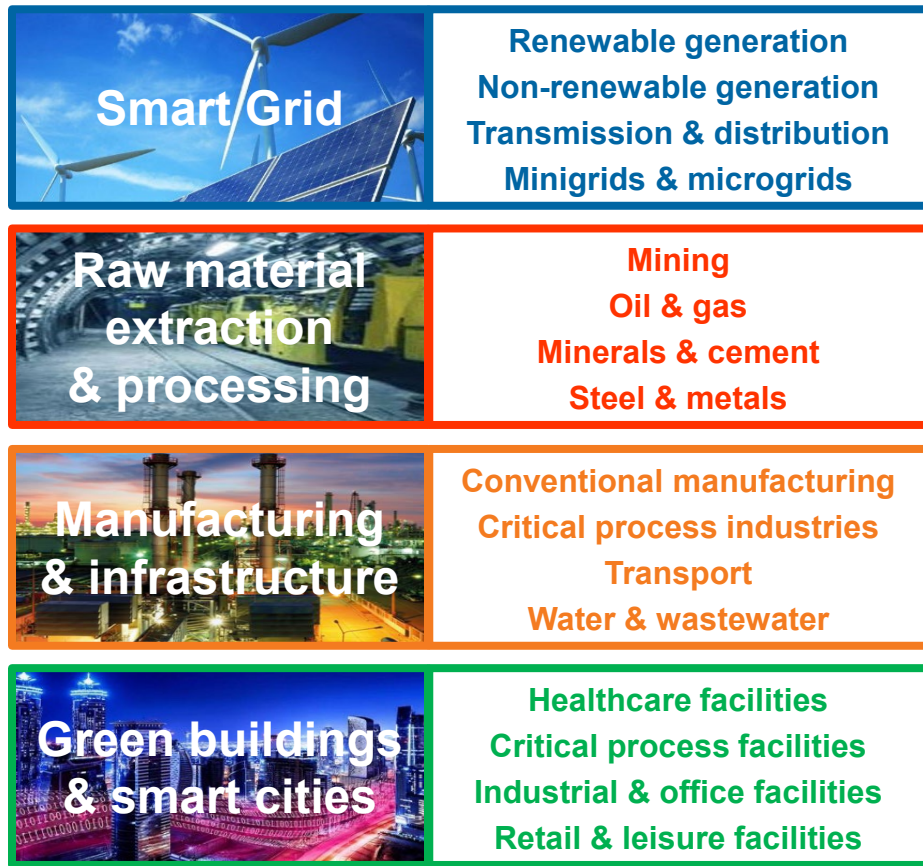 Smart Grid
Renewable generation
Non-renewable generation
Transmission & distribution
Minigrids & microgrids
Raw material
extraction
& processing
Mining
Oil & gas
Minerals & cement
Steel & metals
Manufacturing
& infrastructure
Conventional manufacturing
Critical process industries
Transport
Water & wastewater
Green buildings
& smart cities
Healthcare facilities
Critical process facilities
Industrial & office facilities
Retail & leisure facilities